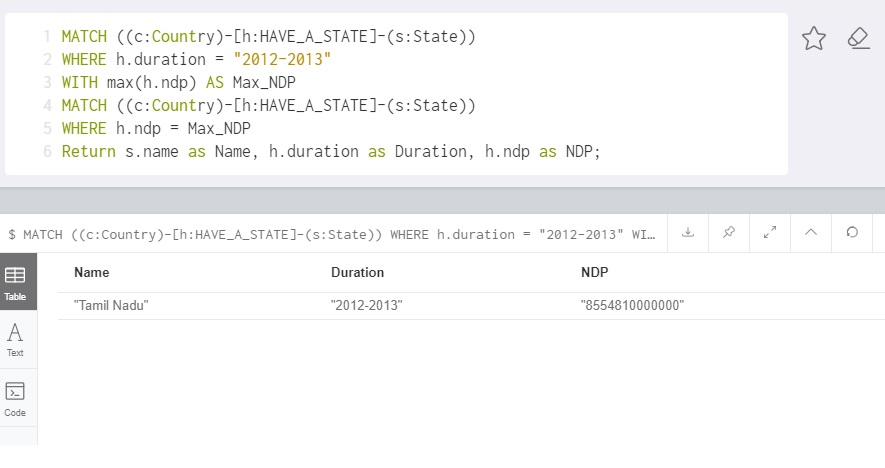 1 MATCH ((c:Country)-[h:HAVE_A_STATE]-(s:State))
2 WHERE h.duration = "2012-2013"
3 WITH max(h.ndp) AS Max_NDP
4 MATCH ((c:Country)-[h:HAVE_A_STATE]-(s:State))
5 WHERE h.ndp = Max_NDP
6 Return s.name as Name, h.duration as Duration, h.ndp as NDP;
$ MATCH ((c:Country)-[h:HAVE_A_STATE]-(s:State)) WHERE h.duration = "2012-2013" WI…
Name Duration NDP
"Tamil Nadu" "2012-2013" "8554810000000"
Table
A
Text
Code